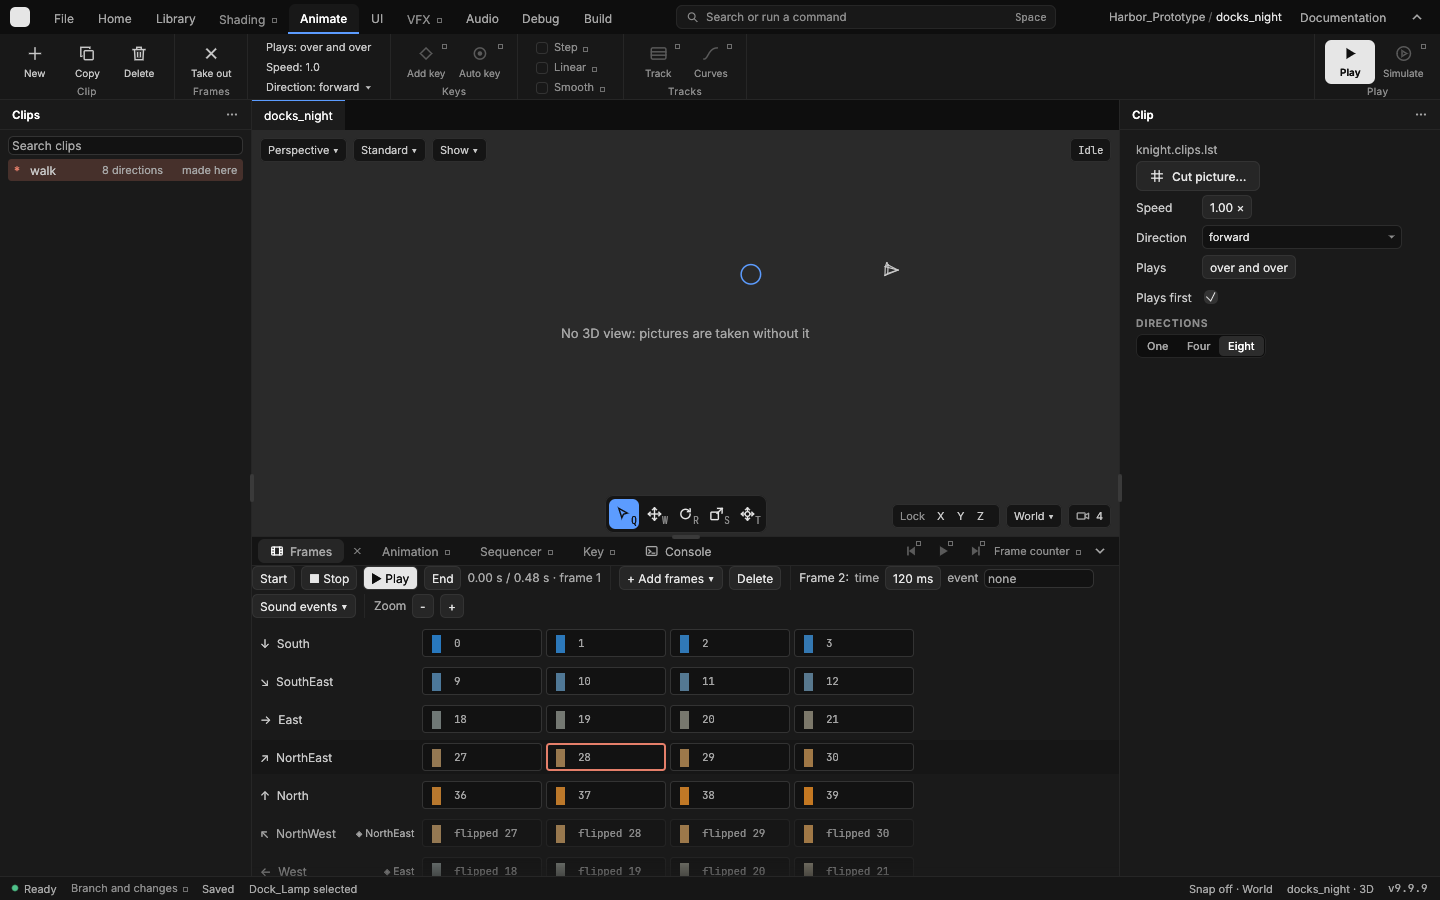 File Home Library Shading Animate UI VFX Audio Debug Build
Search or run a command Space
Harbor_Prototype / docks_night Documentation
New Copy Delete
Clip
Take out
Frames
Plays: over and over
Speed: 1.0
Direction: forward
Add key Auto key
Keys
Step
Linear
Smooth
Track Curves
Tracks
Play Simulate
Play
Clips
Search clips
* walk 8 directions made here
docks_night
Perspective Standard Show
Idle
No 3D view: pictures are taken without it
Q W R S T
Lock X Y Z World 4
Clip
knight.clips.lst
Cut picture...
Speed 1.00 ×
Direction forward
Plays over and over
Plays first
DIRECTIONS
One Four Eight
Frames Animation Sequencer Key Console
Frame counter
Start Stop Play End 0.00 s / 0.48 s · frame 1 + Add frames Delete Frame 2: time 120 ms event none
Sound events Zoom - +
South 0 1 2 3
SouthEast 9 10 11 12
East 18 19 20 21
NorthEast 27 28 29 30
North 36 37 38 39
NorthWest NorthEast flipped 27 flipped 28 flipped 29 flipped 30
West East flipped 18 flipped 19 flipped 20 flipped 21
Ready Branch and changes Saved Dock_Lamp selected
Snap off · World docks_night · 3D v9.9.9